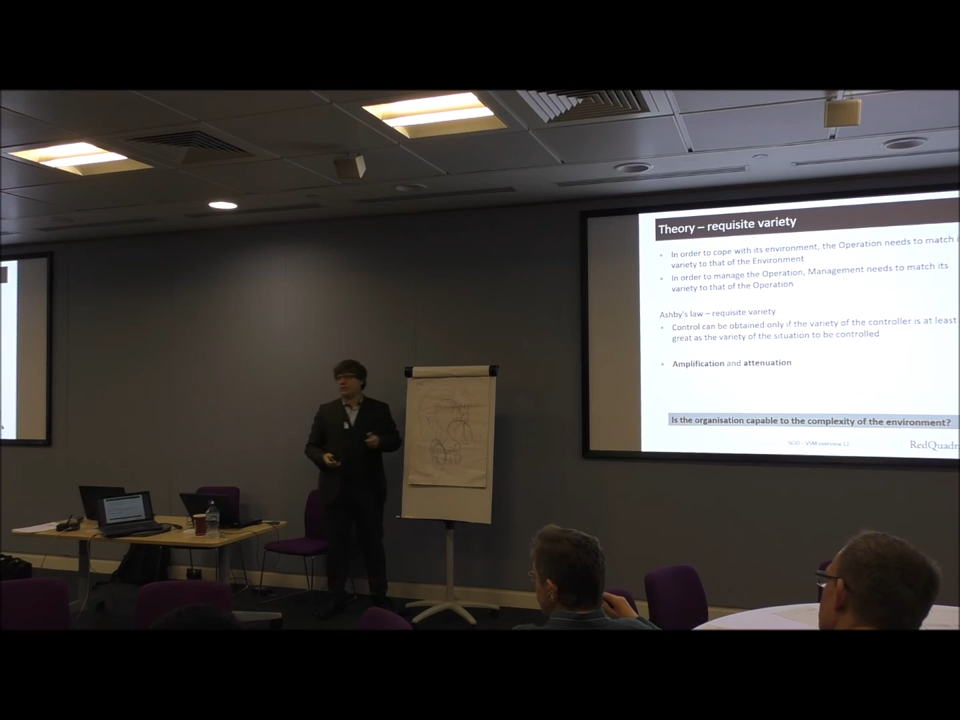 Theory – requisite variety
• In order to cope with its environment, the Operation needs to match
variety to that of the Environment
• In order to manage the Operation, Management needs to match its
variety to that of the Operation
Ashby's law – requisite variety
• Control can be obtained only if the variety of the controller is at least
great as the variety of the situation to be controlled
• Amplification and attenuation
Is the organisation capable to the complexity of the environment?
SCiO – VSM overview 12
RedQuadr